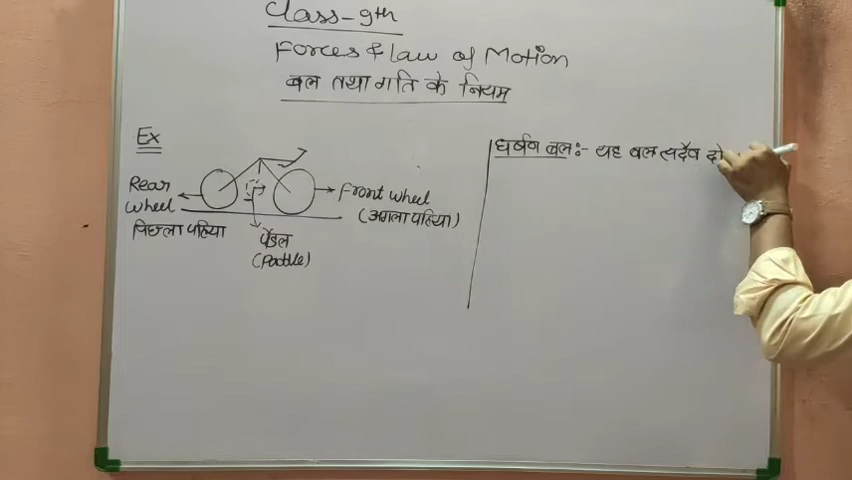 Class-9th
Forces & law of Motion
बल तथा गति के नियम
Ex
Rear
wheel
पिछला पहिया
पैडल
(Paddle)
Front wheel
(अगला पहिया)
घर्षण बल:- यह बल सदैव दो